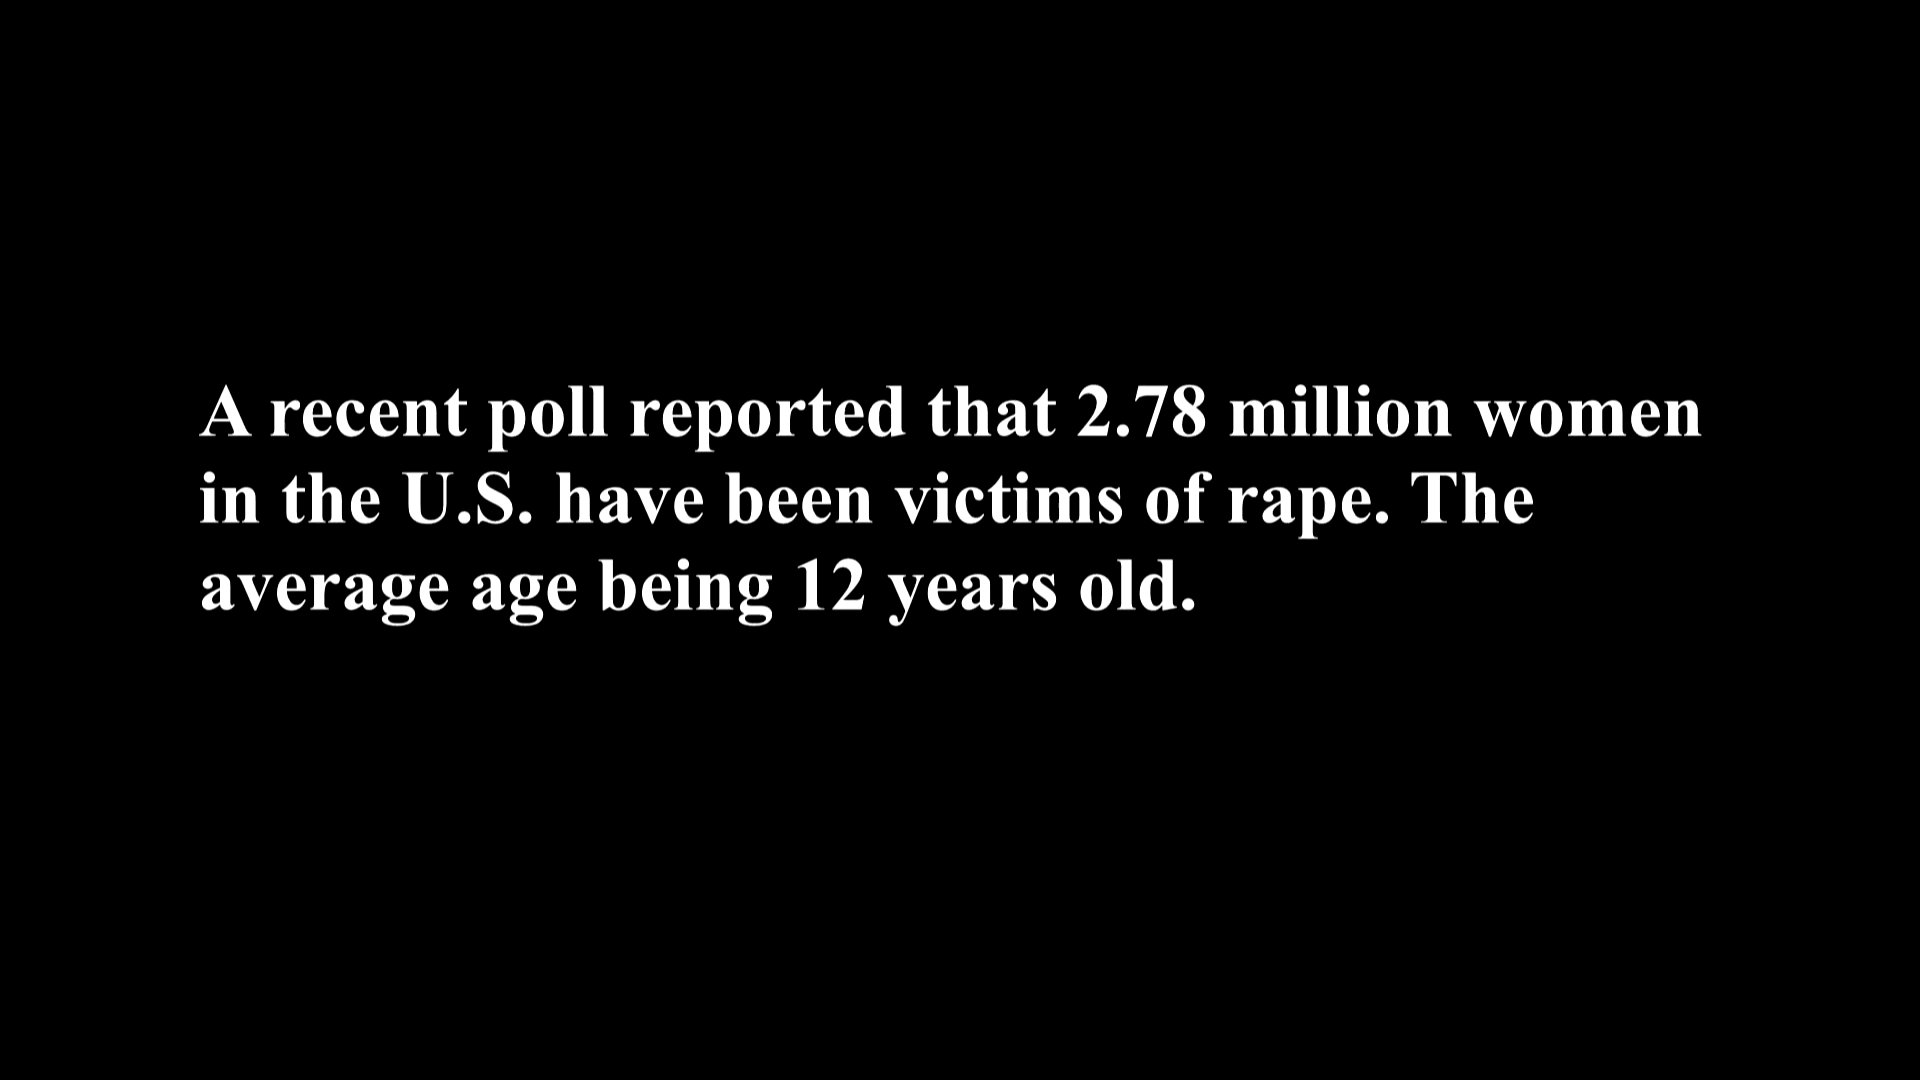 A recent poll reported that 2.78 million women
in the U.S. have been victims of rape. The
average age being 12 years old.